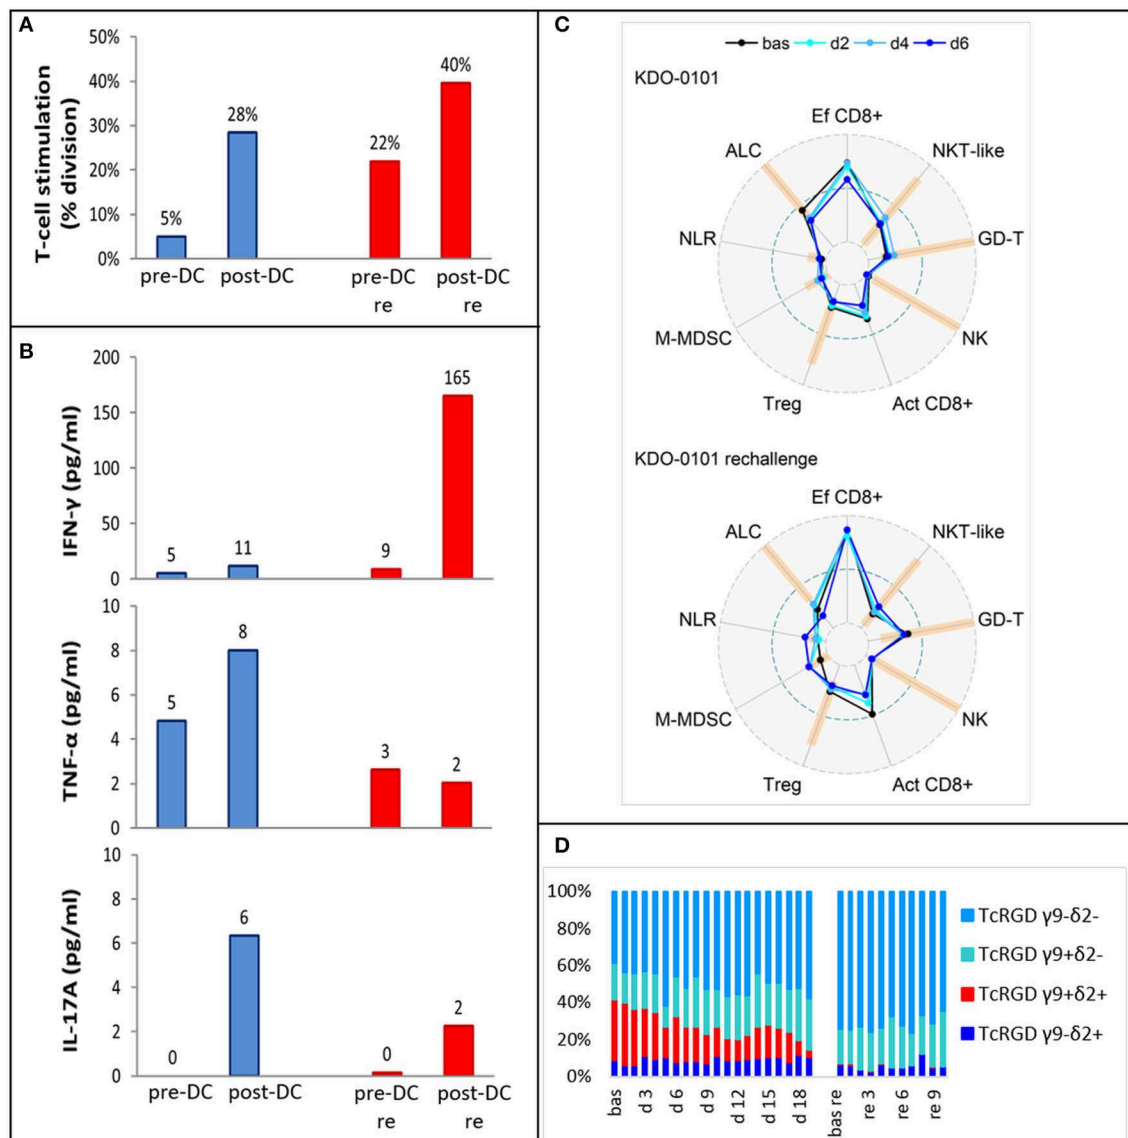 A
T-cell stimulation
(% division)
50%
40%
30%
20%
10%
0%
5%
28%
22%
40%
pre-DC
post-DC
pre-DC
re
post-DC
re
B
IFN-γ (pg/ml)
200
150
100
50
0
5
11
9
165
TNF-α (pg/ml)
10
8
6
4
2
0
5
8
3
2
IL-17A (pg/ml)
10
8
6
4
2
0
0
6
0
2
pre-DC
post-DC
pre-DC
re
post-DC
re
C
bas d2 d4 d6
KDO-0101
Ef CD8+
NKT-like
GD-T
NK
Act CD8+
Treg
M-MDSC
NLR
ALC
KDO-0101 rechallenge
Ef CD8+
NKT-like
GD-T
NK
Act CD8+
Treg
M-MDSC
NLR
ALC
D
100%
80%
60%
40%
20%
0%
bas
d 3
d 6
d 9
d 12
d 15
d 18
bas re
re 3
re 6
re 9
TcRGD γ9-δ2-
TcRGD γ9+δ2-
TcRGD γ9+δ2+
TcRGD γ9-δ2+